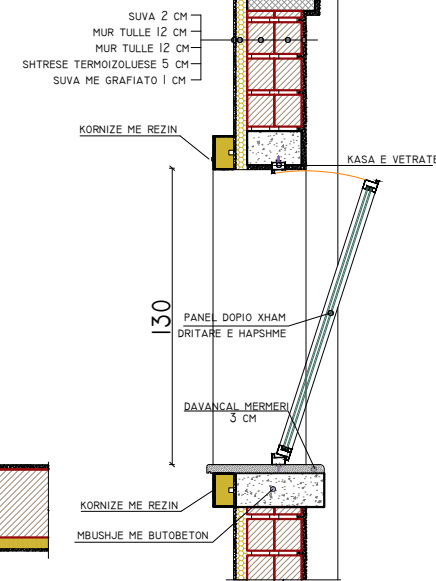 SUVA 2 CM
MUR TULLE 12 CM
MUR TULLE 12 CM
SHTRESE TERMOIZOLUESE 5 CM
SUVA ME GRAFIATO 1 CM
KORNIZE ME REZIN
KASA E VETRATE
130
PANEL DOPIO XHAM
DRITARE E HAPSHME
DAVANCAL MERMERI
3 CM
KORNIZE ME REZIN
MBUSHJE ME BUTOBETON